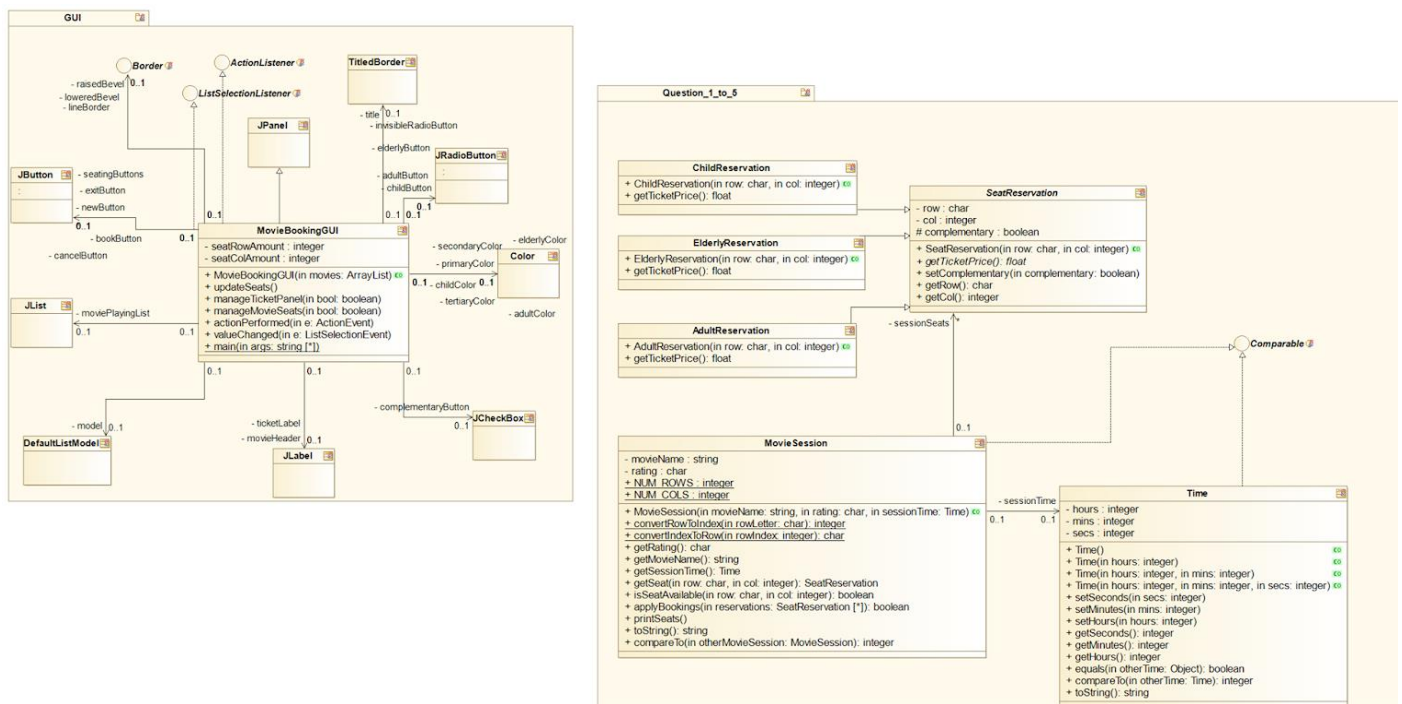 GUI
Border
ActionListener
TitledBorder
- raisedBevel 0..1
- loweredBevel
- lineBorder
ListSelectionListener
- title 0..1
- invisibleRadioButton
JPanel
- elderlyButton
JRadioButton
:
- adultButton
- childButton
JButton
:
- seatingButtons
- exitButton
- newButton
0..1
- bookButton
- cancelButton
0..1
0..1
0..1 0..1
0..1
MovieBookingGUI
- seatRowAmount : integer
- seatColAmount : integer
+ MovieBookingGUI(in movies: ArrayList)
+ updateSeats()
+ manageTicketPanel(in bool: boolean)
+ manageMovieSeats(in bool: boolean)
+ actionPerformed(in e: ActionEvent)
+ valueChanged(in e: ListSelectionEvent)
+ main(in args: string [*])
- secondaryColor
- elderlyColor
- primaryColor
Color
0..1 - childColor 0..1
- tertiaryColor
- adultColor
JList
- moviePlayingList
0..1
0..1
0..1
0..1
0..1
- model 0..1
DefaultListModel
- ticketLabel
- movieHeader 0..1
JLabel
- complementaryButton
0..1
JCheckBox
Question_1_to_5
ChildReservation
+ ChildReservation(in row: char, in col: integer)
+ getTicketPrice(): float
ElderlyReservation
+ ElderlyReservation(in row: char, in col: integer)
+ getTicketPrice(): float
AdultReservation
+ AdultReservation(in row: char, in col: integer)
+ getTicketPrice(): float
SeatReservation
- row : char
- col : integer
# complementary : boolean
+ SeatReservation(in row: char, in col: integer)
+ getTicketPrice(): float
+ setComplementary(in complementary: boolean)
+ getRow(): char
+ getCol(): integer
- sessionSeats *
Comparable
0..1
MovieSession
- movieName : string
- rating : char
+ NUM_ROWS : integer
+ NUM_COLS : integer
+ MovieSession(in movieName: string, in rating: char, in sessionTime: Time)
+ convertRowToIndex(in rowLetter: char): integer
+ convertIndexToRow(in rowIndex: integer): char
+ getRating(): char
+ getMovieName(): string
+ getSessionTime(): Time
+ getSeat(in row: char, in col: integer): SeatReservation
+ isSeatAvailable(in row: char, in col: integer): boolean
+ applyBookings(in reservations: SeatReservation [*]): boolean
+ printSeats()
+ toString(): string
+ compareTo(in otherMovieSession: MovieSession): integer
- sessionTime
0..1 0..1
Time
- hours : integer
- mins : integer
- secs : integer
+ Time()
+ Time(in hours: integer)
+ Time(in hours: integer, in mins: integer)
+ Time(in hours: integer, in mins: integer, in secs: integer)
+ setSeconds(in secs: integer)
+ setMinutes(in mins: integer)
+ setHours(in hours: integer)
+ getSeconds(): integer
+ getMinutes(): integer
+ getHours(): integer
+ equals(in otherTime: Object): boolean
+ compareTo(in otherTime: Time): integer
+ toString(): string